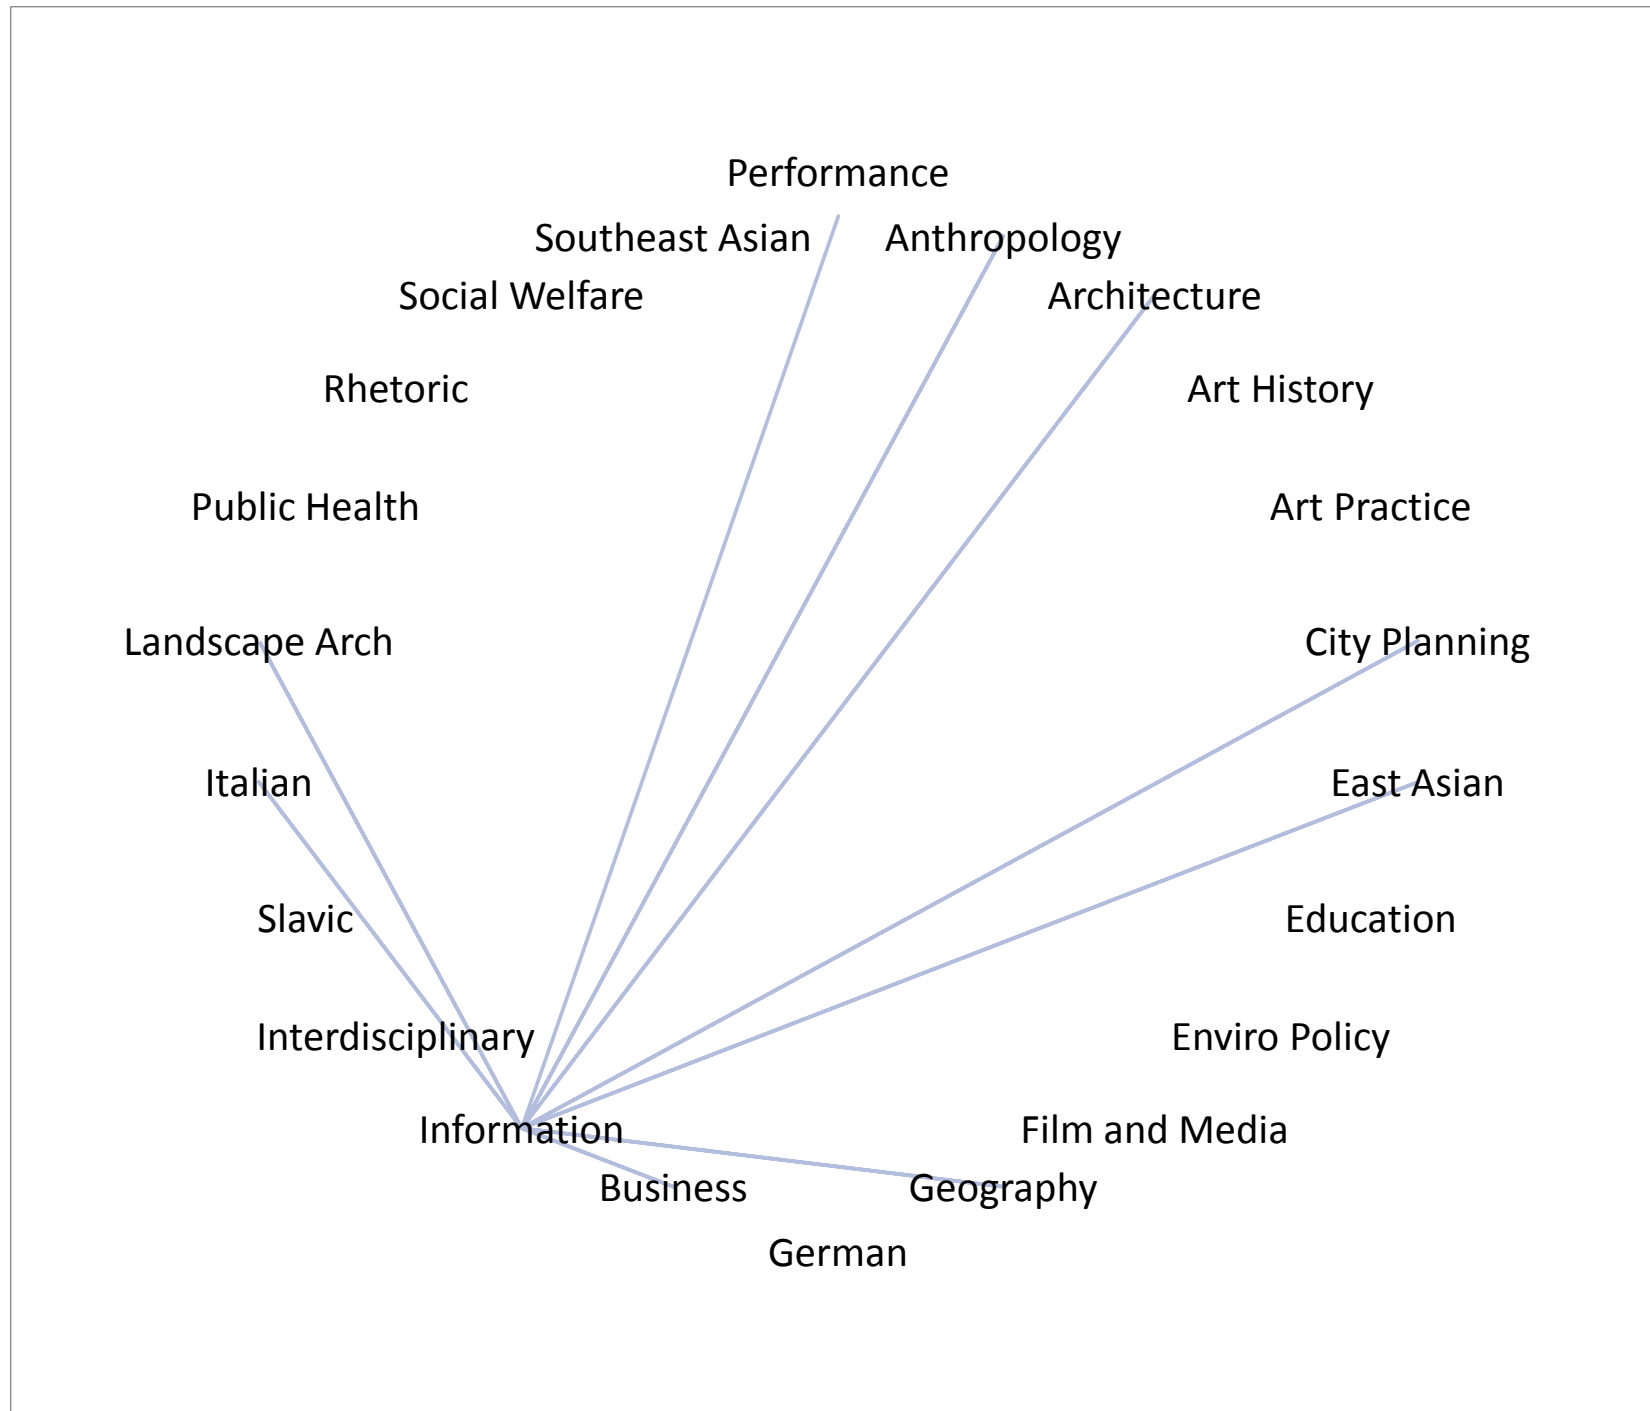 Performance
Southeast Asian
Anthropology
Social Welfare
Architecture
Rhetoric
Art History
Public Health
Art Practice
Landscape Arch
City Planning
Italian
East Asian
Slavic
Education
Interdisciplinary
Enviro Policy
Information
Film and Media
Business
Geography
German